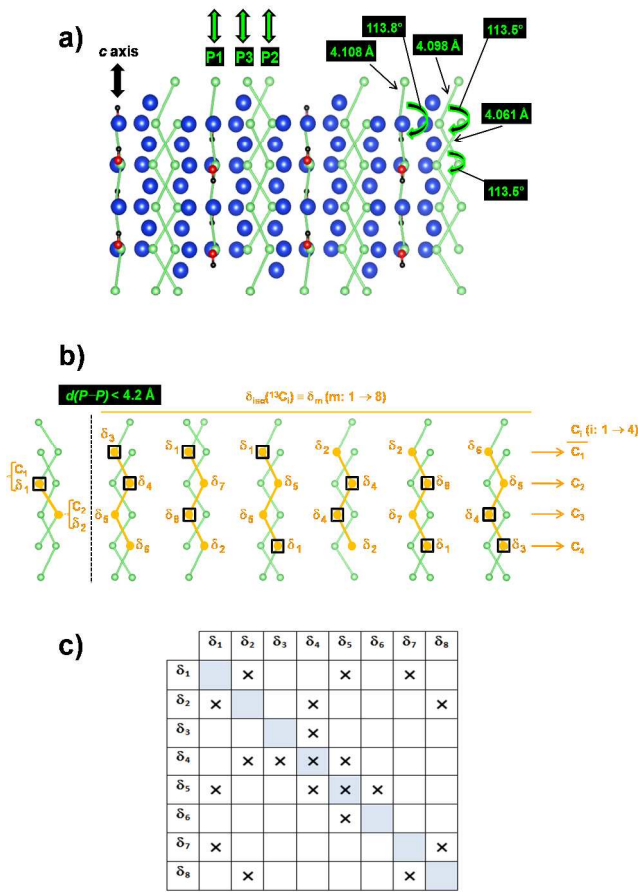 a)
c axis
P1 P3 P2
113.8°
4.108 Å
4.098 Å
113.5°
4.061 Å
113.5°
b)
d(P–P) < 4.2 Å
δiso(¹³Ci) = δm (m: 1 → 8)
Ci (i: 1 → 4)
C₁
δ₁
C₂
δ₂
δ₃ δ₁ δ₁ δ₂ δ₂ δ₆ C₁
δ₄ δ₇ δ₅ δ₄ δ₈ δ₅ C₂
δ₅ δ₈ δ₅ δ₄ δ₇ δ₄ C₃
δ₆ δ₂ δ₁ δ₂ δ₁ δ₃ C₄
c)
δ₁ δ₂ δ₃ δ₄ δ₅ δ₆ δ₇ δ₈
δ₁ × × ×
δ₂ × × ×
δ₃ ×
δ₄ × × × ×
δ₅ × × × ×
δ₆ ×
δ₇ × ×
δ₈ × ×